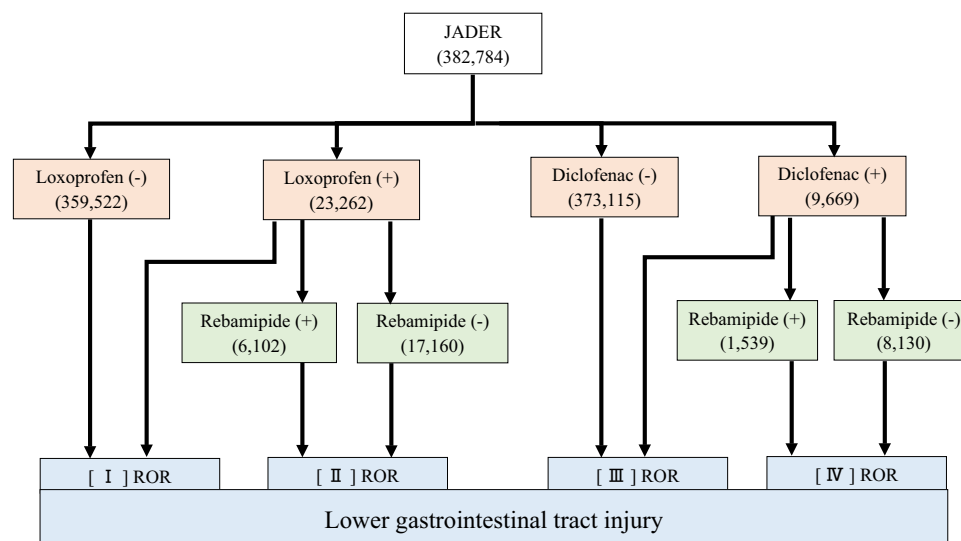 JADER
(382,784)
Loxoprofen (-)
(359,522)
Loxoprofen (+)
(23,262)
Diclofenac (-)
(373,115)
Diclofenac (+)
(9,669)
Rebamipide (+)
(6,102)
Rebamipide (-)
(17,160)
Rebamipide (+)
(1,539)
Rebamipide (-)
(8,130)
[ Ⅰ ] ROR
[ Ⅱ ] ROR
[ Ⅲ ] ROR
[ Ⅳ ] ROR
Lower gastrointestinal tract injury